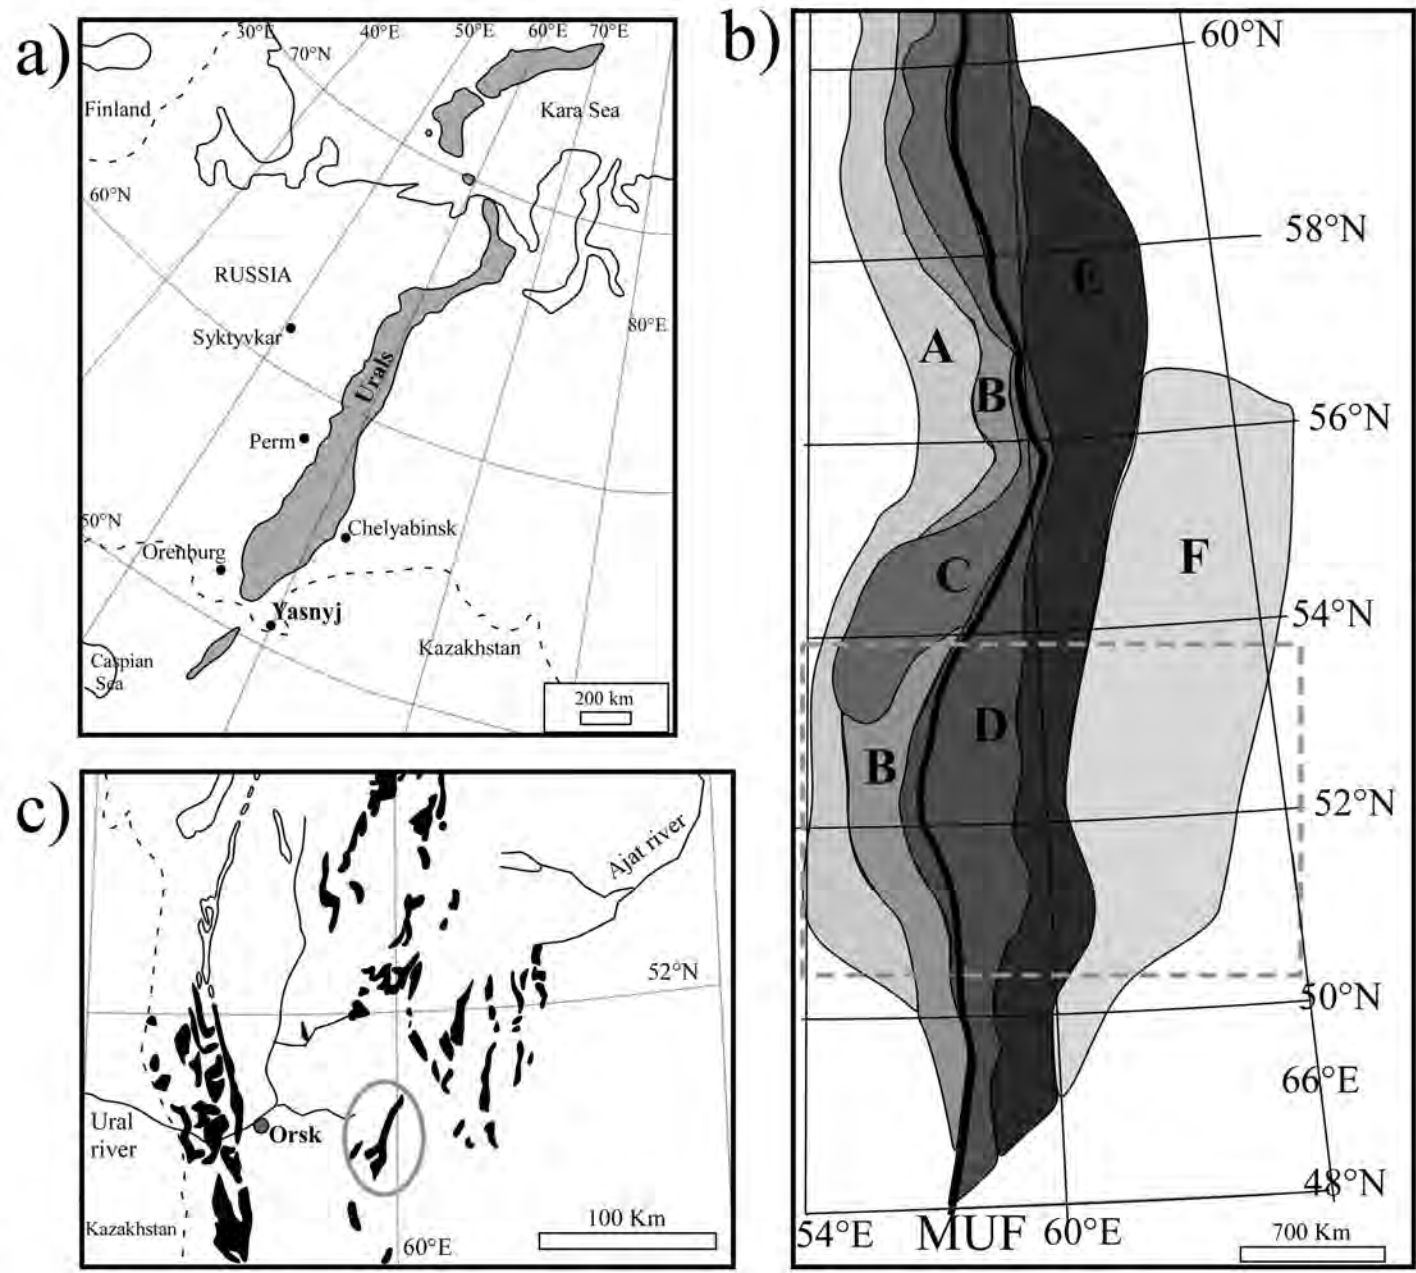 a)
30°E
40°E
50°E
60°E
70°E
70°N
Finland
Kara Sea
60°N
RUSSIA
Syktyvkar
80°E
Urals
Perm
50°N
Chelyabinsk
Orenburg
Yasnyj
Kazakhstan
Caspian
Sea
200 km
b)
60°N
58°N
E
A
B
56°N
F
C
54°N
D
B
52°N
50°N
66°E
48°N
54°E
MUF
60°E
700 Km
c)
Ajat river
52°N
Ural
river
Orsk
Kazakhstan
60°E
100 Km